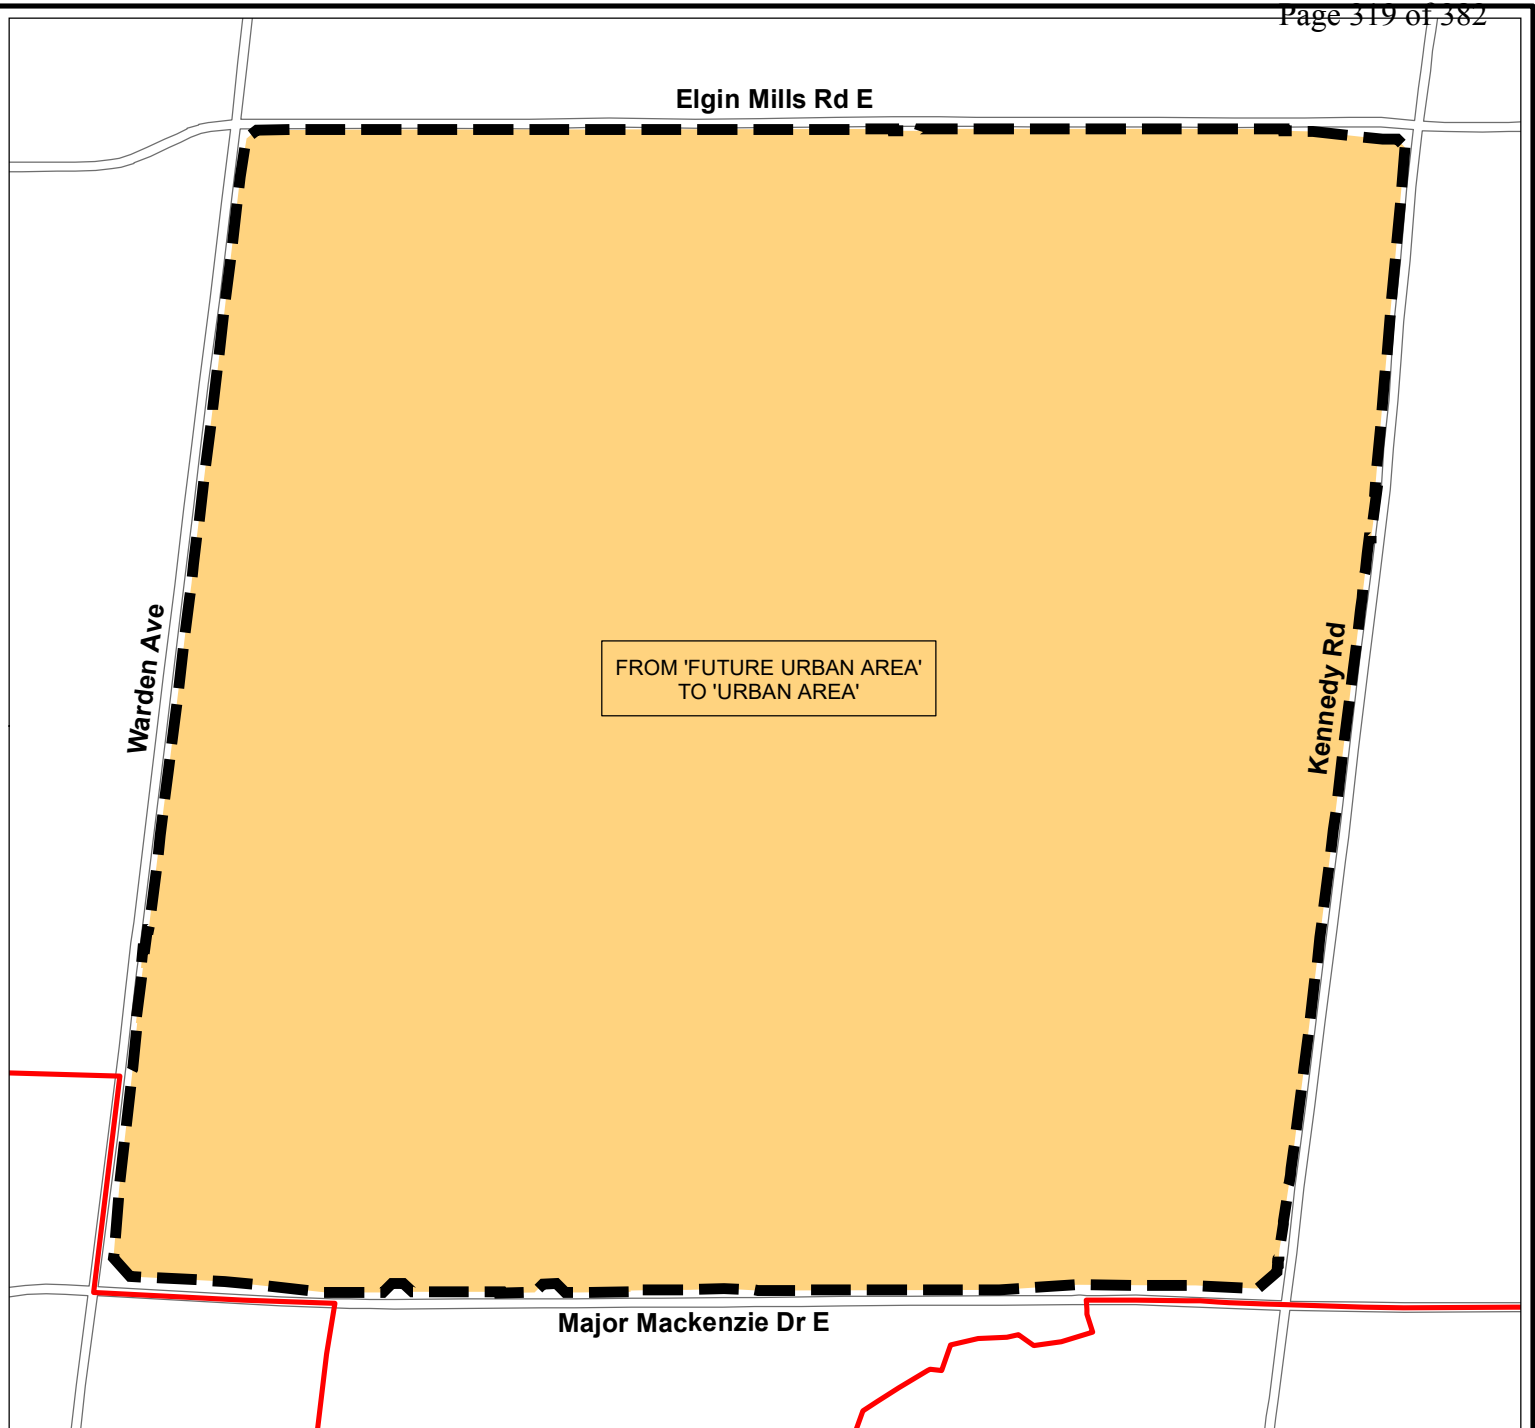 Page 319 of 382
Elgin Mills Rd E
Warden Ave
FROM 'FUTURE URBAN AREA'
TO 'URBAN AREA'
Kennedy Rd
Major Mackenzie Dr E